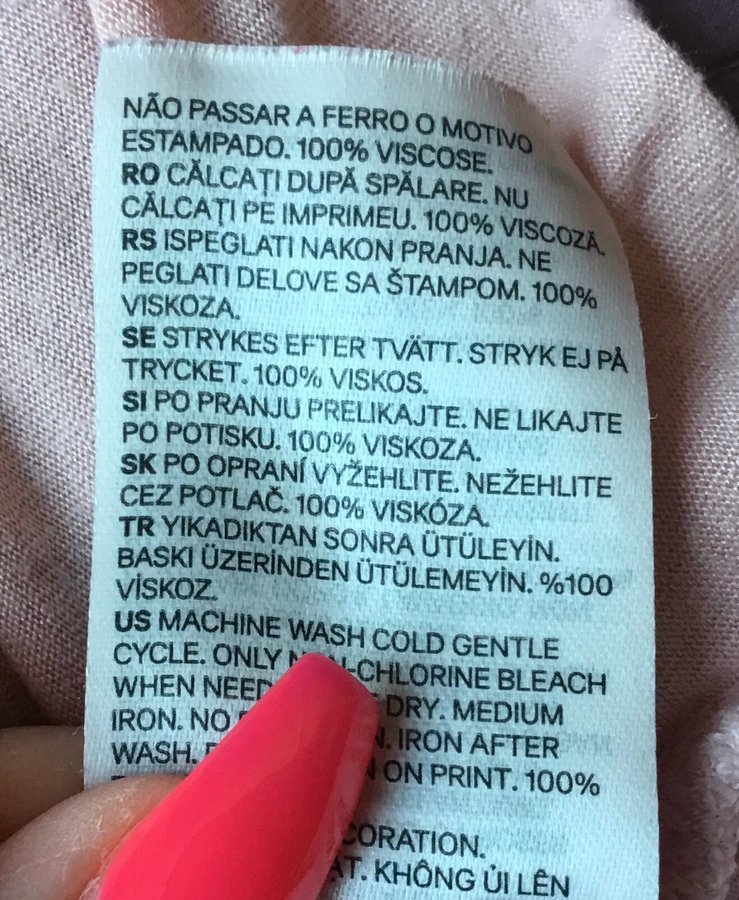 NÃO PASSAR A FERRO O MOTIVO
ESTAMPADO. 100% VISCOSE.
RO CĂLCAȚI DUPĂ SPĂLARE. NU
CĂLCAȚI PE IMPRIMEU. 100% VISCOZĂ.
RS ISPEGLATI NAKON PRANJA. NE
PEGLATI DELOVE SA ŠTAMPOM. 100%
VISKOZA.
SE STRYKES EFTER TVÄTT. STRYK EJ PÅ
TRYCKET. 100% VISKOS.
SI PO PRANJU PRELIKAJTE. NE LIKAJTE
PO POTISKU. 100% VISKOZA.
SK PO OPRANÍ VYŽEHLITE. NEŽEHLITE
CEZ POTLAČ. 100% VISKÓZA.
TR YIKADIKTAN SONRA ÜTÜLEYİN.
BASKI ÜZERİNDEN ÜTÜLEMEYİN. %100
VİSKOZ.
US MACHINE WASH COLD GENTLE
CYCLE. ONLY CHLORINE BLEACH
WHEN DRY. MEDIUM
IRON. NO IRON AFTER
WASH. ON PRINT. 100%
KHÔNG ỦI LÊN